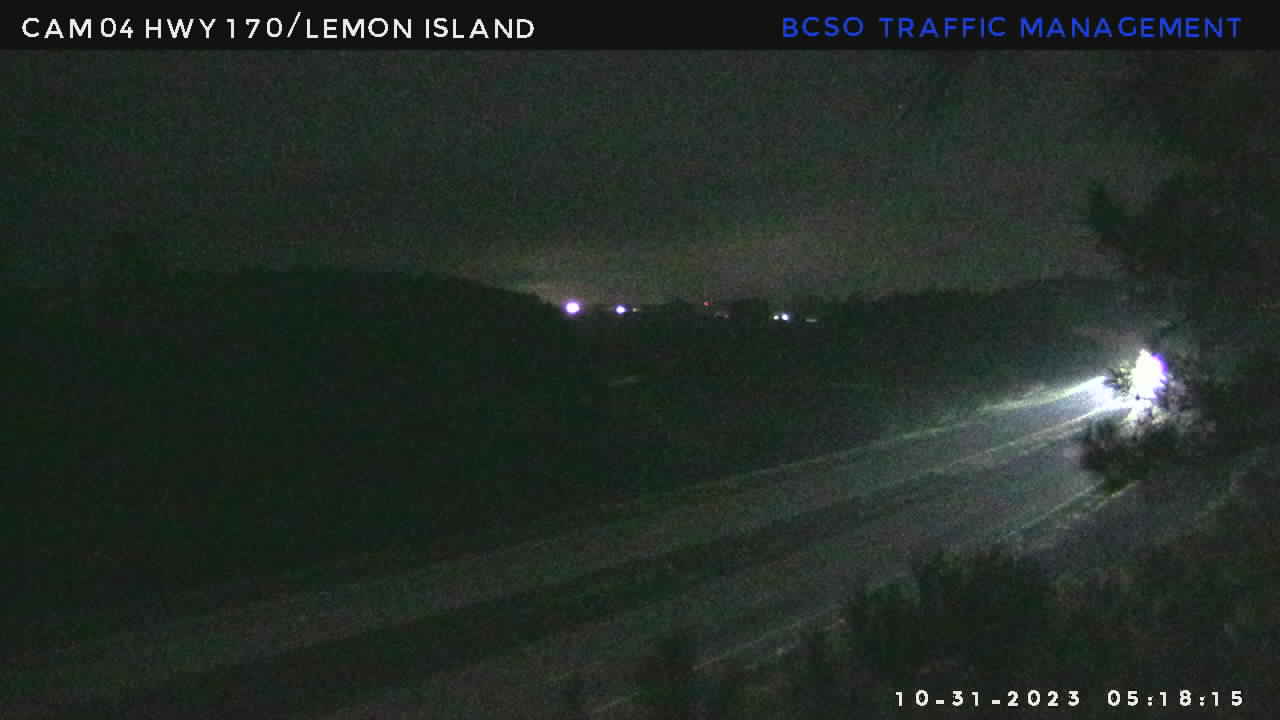 CAM04 HWY 170/LEMON ISLAND
BCSO TRAFFIC MANAGEMENT
10-31-2023 05:18:15